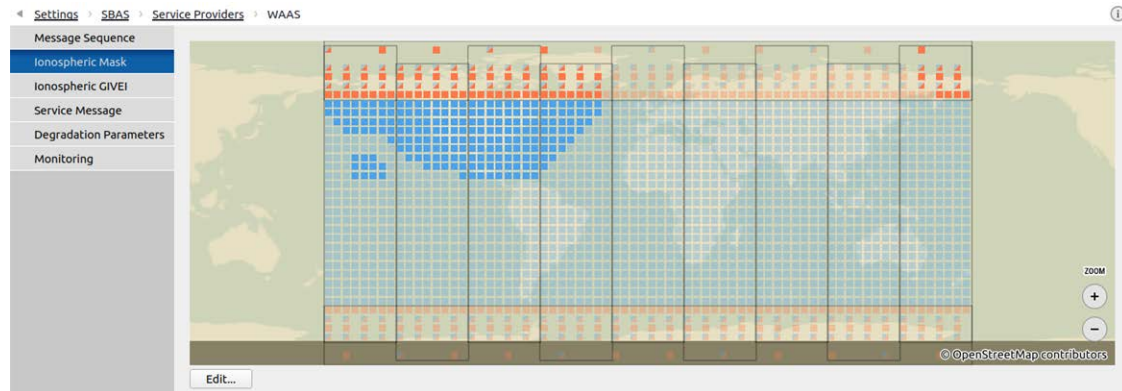 Settings > SBAS > Service Providers > WAAS
Message Sequence
Ionospheric Mask
Ionospheric GIVEI
Service Message
Degradation Parameters
Monitoring
ZOOM
+
−
© OpenStreetMap contributors
Edit...